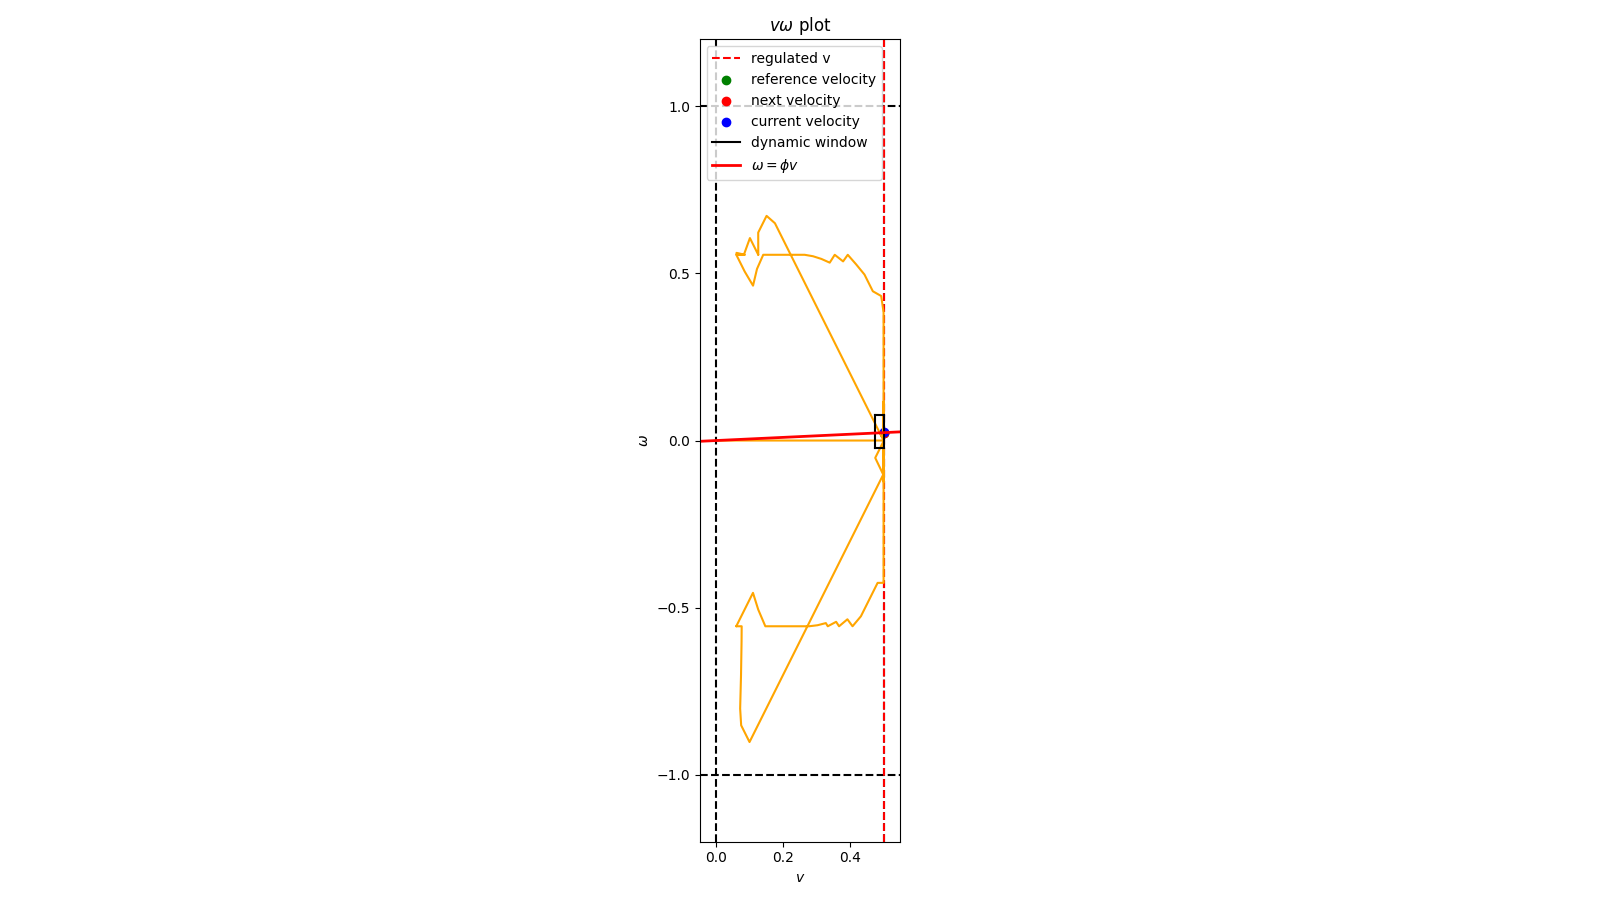 vω plot
regulated v
reference velocity
next velocity
current velocity
dynamic window
ω = ϕv
1.0
0.5
0.0
−0.5
−1.0
ω
0.0 0.2 0.4
v